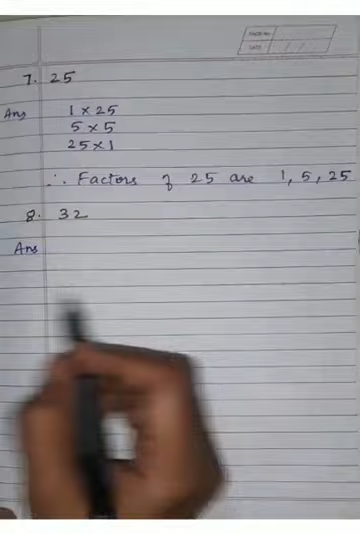 7. 25
Ans 1 × 25
5 × 5
25 × 1
∴ Factors of 25 are 1, 5, 25
8. 32
Ans